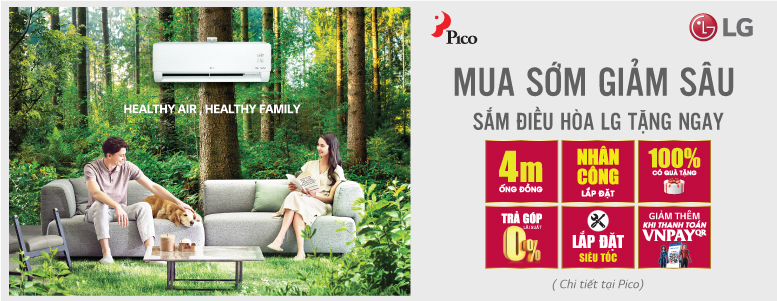 HEALTHY AIR , HEALTHY FAMILY
Pico
LG
MUA SỚM GIẢM SÂU
SẮM ĐIỀU HÒA LG TẶNG NGAY
4m
ỐNG ĐỒNG
NHÂN
CÔNG
LẮP ĐẶT
100%
CÓ QUÀ TẶNG
TRẢ GÓP
LÃI SUẤT
0%
LẮP ĐẶT
SIÊU TỐC
GIẢM THÊM
KHI THANH TOÁN
VNPAYQR
( Chi tiết tại Pico)